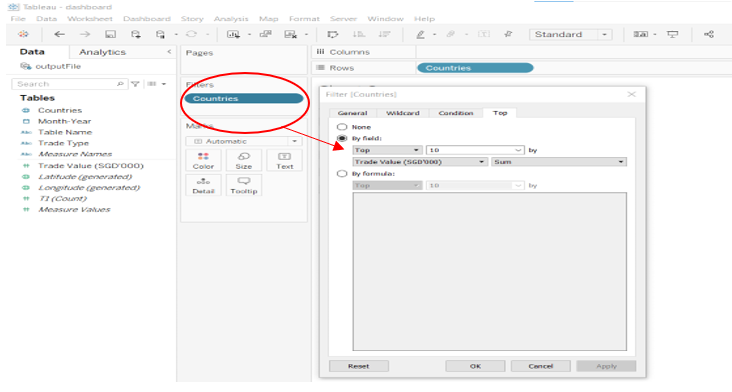 Tableau - dashboard
File Data Worksheet Dashboard Story Analysis Map Format Server Window Help
Standard
Data Analytics
Pages
Columns
outputFile
Rows Countries
Search
Filters
Tables
Countries
Countries
Month-Year
Abc Table Name
Marks
Abc Trade Type
Automatic
Abc Measure Names
Trade Value (SGD'000)
Color Size Text
Latitude (generated)
Longitude (generated)
Detail Tooltip
T1 (Count)
Measure Values
Filter [Countries]
General Wildcard Condition Top
None
By field:
Top 10 by
Trade Value (SGD'000) Sum
By formula:
Top 10 by
Reset OK Cancel Apply